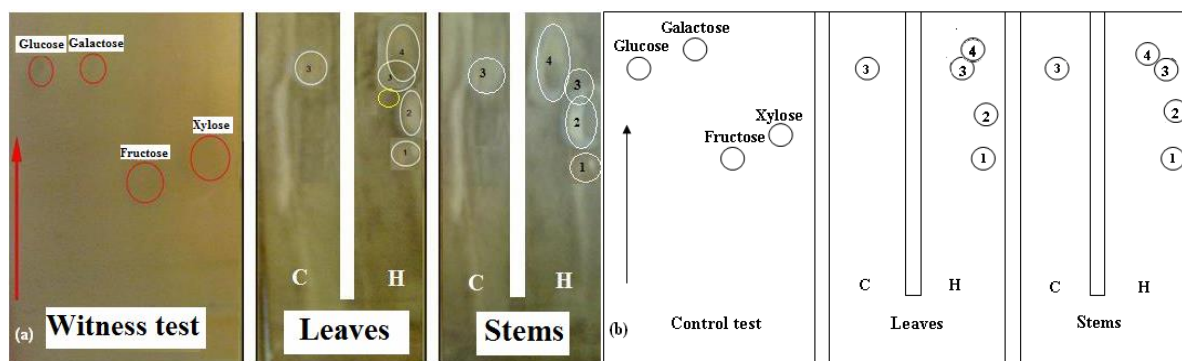 Glucose Galactose
Xylose
Fructose
(a) Witness test
3
4
3
2
1
C H
Leaves
3
4
3
2
1
C H
Stems
Galactose
Glucose
Xylose
Fructose
(b) Control test
3
4
3
2
1
C H
Leaves
3
4
3
2
1
C H
Stems